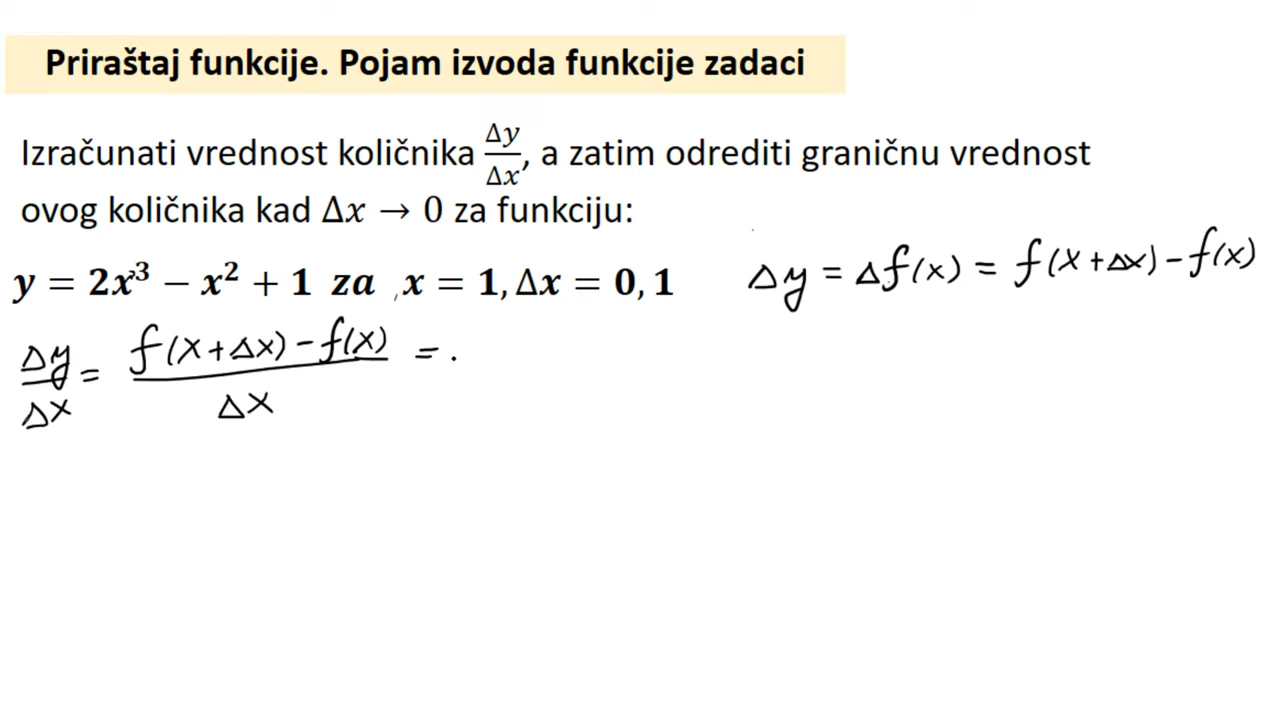 Priraštaj funkcije. Pojam izvoda funkcije zadaci
Izračunati vrednost količnika Δy/Δx, a zatim odrediti graničnu vrednost
ovog količnika kad Δx → 0 za funkciju:
y = 2x³ − x² + 1 za x = 1, Δx = 0, 1
Δy = Δf(x) = f(x+Δx) - f(x)
Δy/Δx = f(x+Δx) - f(x) / Δx = .